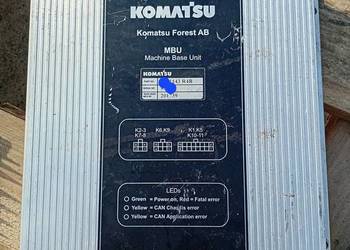 KOMATSU
Komatsu Forest AB
MBU
Machine Base Unit
KOMATSU
R4R
K2-3 K6,K9 K1,K5
K7-8 K10-11
LEDs
Green = Power on, Red = Fatal error
Yellow = CAN Chassis error
Yellow = CAN Application error